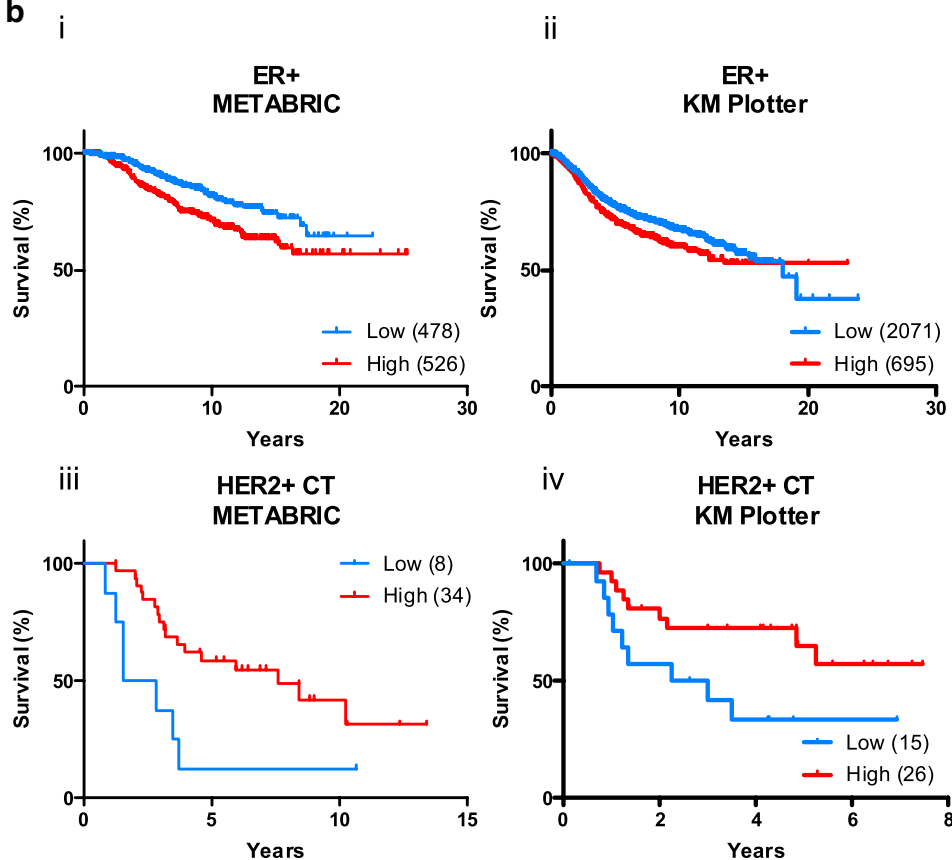 b
i
ER+
METABRIC
Survival (%)
100
50
0
0 10 20 30
Years
Low (478)
High (526)
ii
ER+
KM Plotter
Survival (%)
100
50
0
0 10 20 30
Years
Low (2071)
High (695)
iii
HER2+ CT
METABRIC
Survival (%)
100
50
0
0 5 10 15
Years
Low (8)
High (34)
iv
HER2+ CT
KM Plotter
Survival (%)
100
50
0
0 2 4 6 8
Years
Low (15)
High (26)